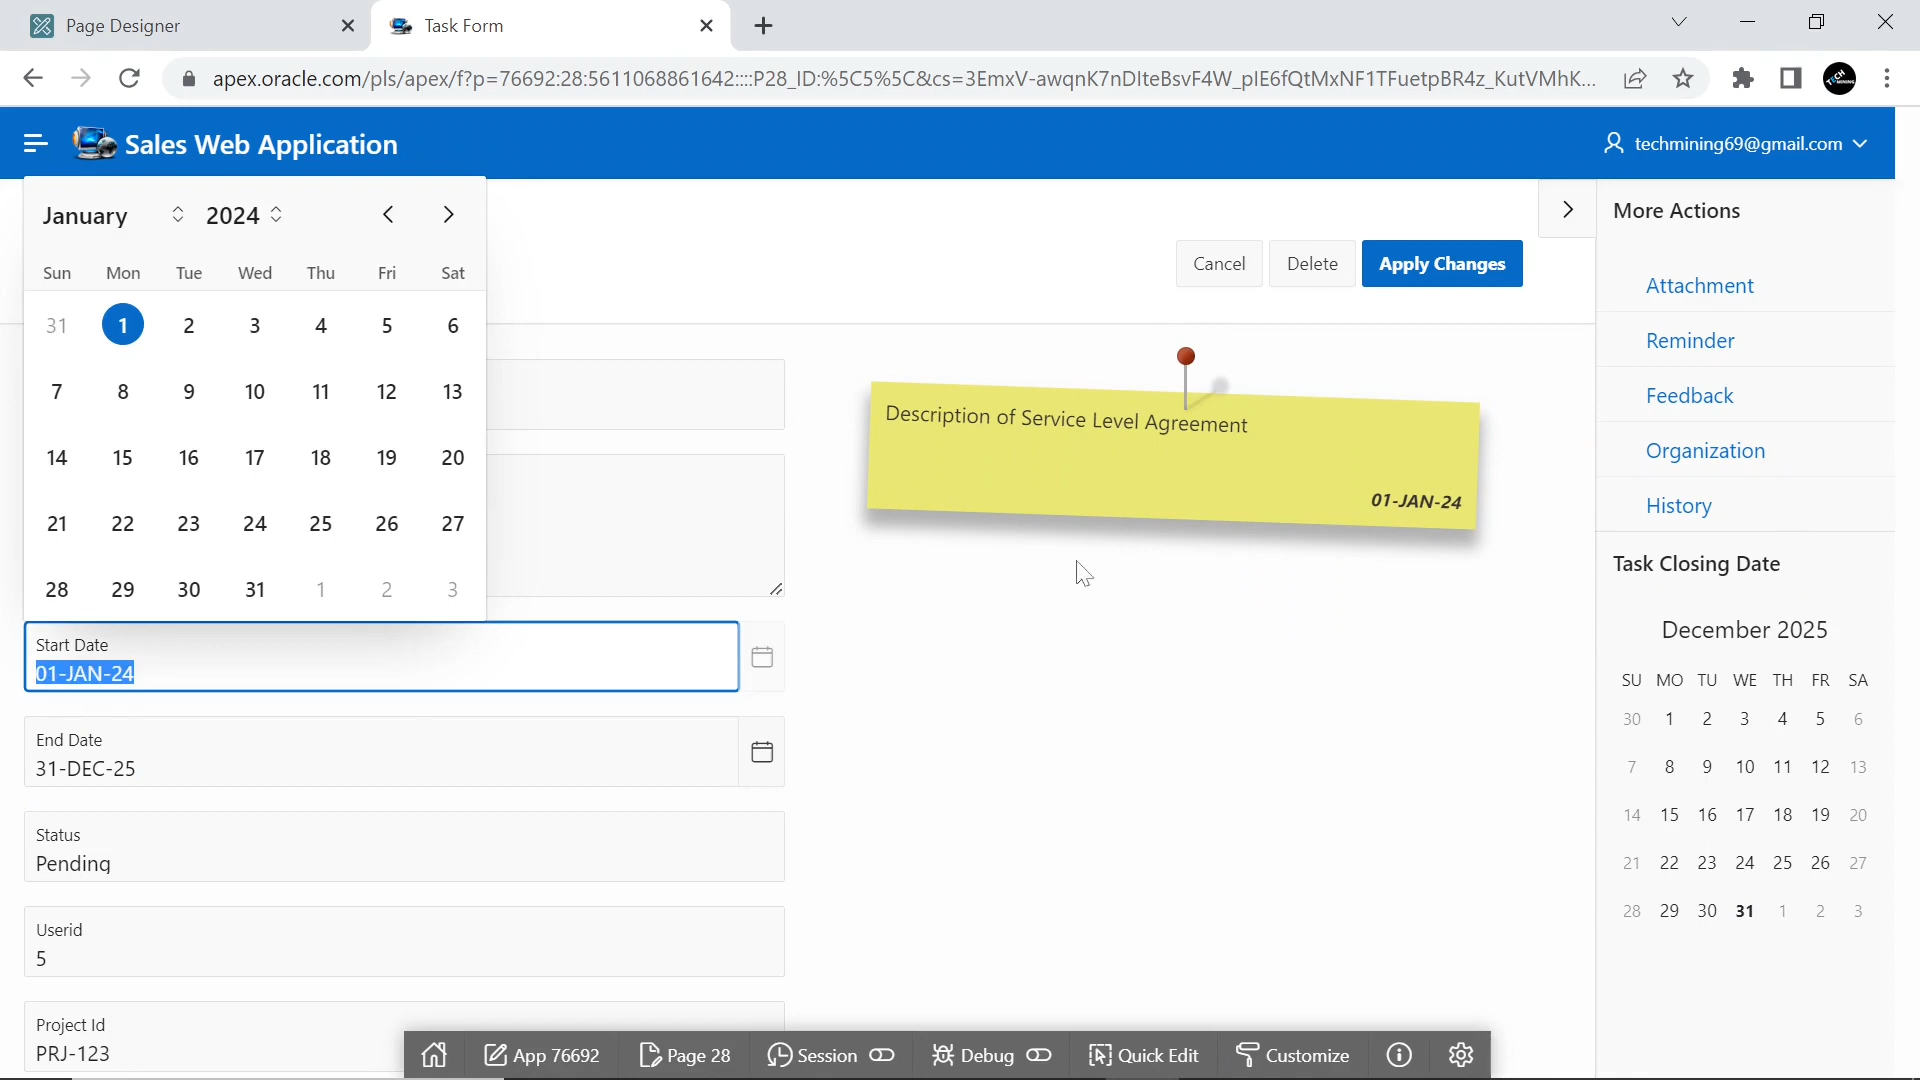 Page Designer
Task Form
apex.oracle.com/pls/apex/f?p=76692:28:5611068861642::::P28_ID:%5C5%5C&cs=3EmxV-awqnK7nDlteBsvF4W_plE6fQtMxNF1TFuetpBR4z_KutVMhK...
Sales Web Application
techmining69@gmail.com
January 2024
Sun Mon Tue Wed Thu Fri Sat
31 1 2 3 4 5 6
7 8 9 10 11 12 13
14 15 16 17 18 19 20
21 22 23 24 25 26 27
28 29 30 31 1 2 3
Start Date
01-JAN-24
End Date
31-DEC-25
Status
Pending
Userid
5
Project Id
PRJ-123
Cancel Delete Apply Changes
Description of Service Level Agreement
01-JAN-24
More Actions
Attachment
Reminder
Feedback
Organization
History
Task Closing Date
December 2025
SU MO TU WE TH FR SA
30 1 2 3 4 5 6
7 8 9 10 11 12 13
14 15 16 17 18 19 20
21 22 23 24 25 26 27
28 29 30 31 1 2 3
App 76692 Page 28 Session Debug Quick Edit Customize